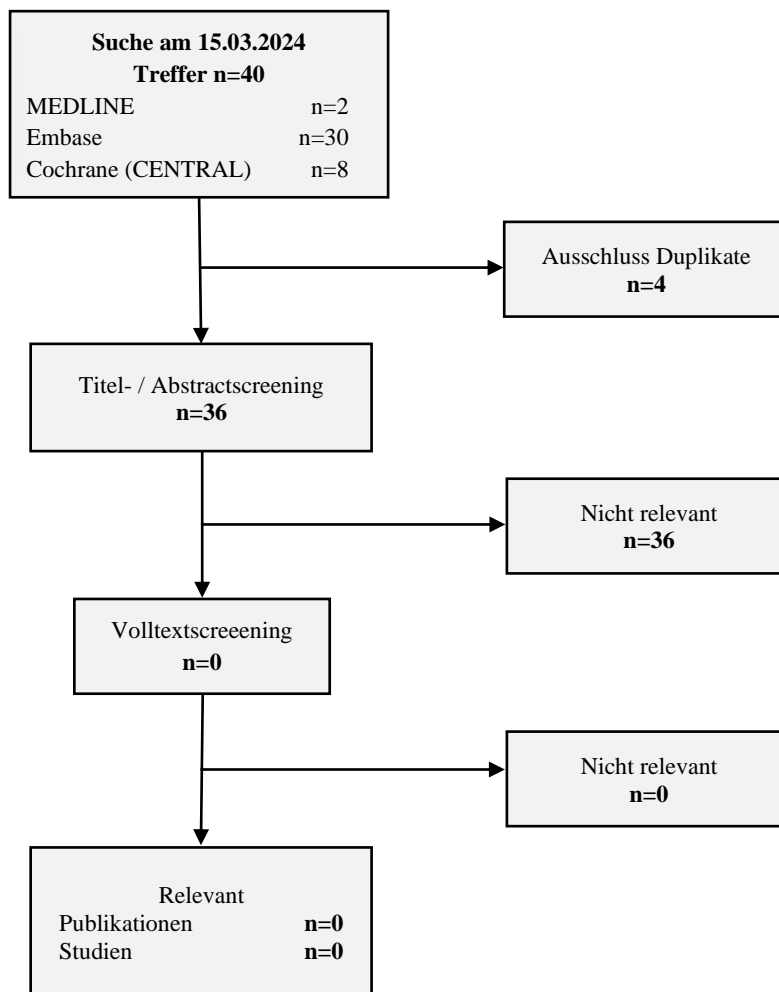 Suche am 15.03.2024
Treffer n=40
MEDLINE n=2
Embase n=30
Cochrane (CENTRAL) n=8
Ausschluss Duplikate
n=4
Titel- / Abstractscreening
n=36
Nicht relevant
n=36
Volltextscreeening
n=0
Nicht relevant
n=0
Relevant
Publikationen n=0
Studien n=0